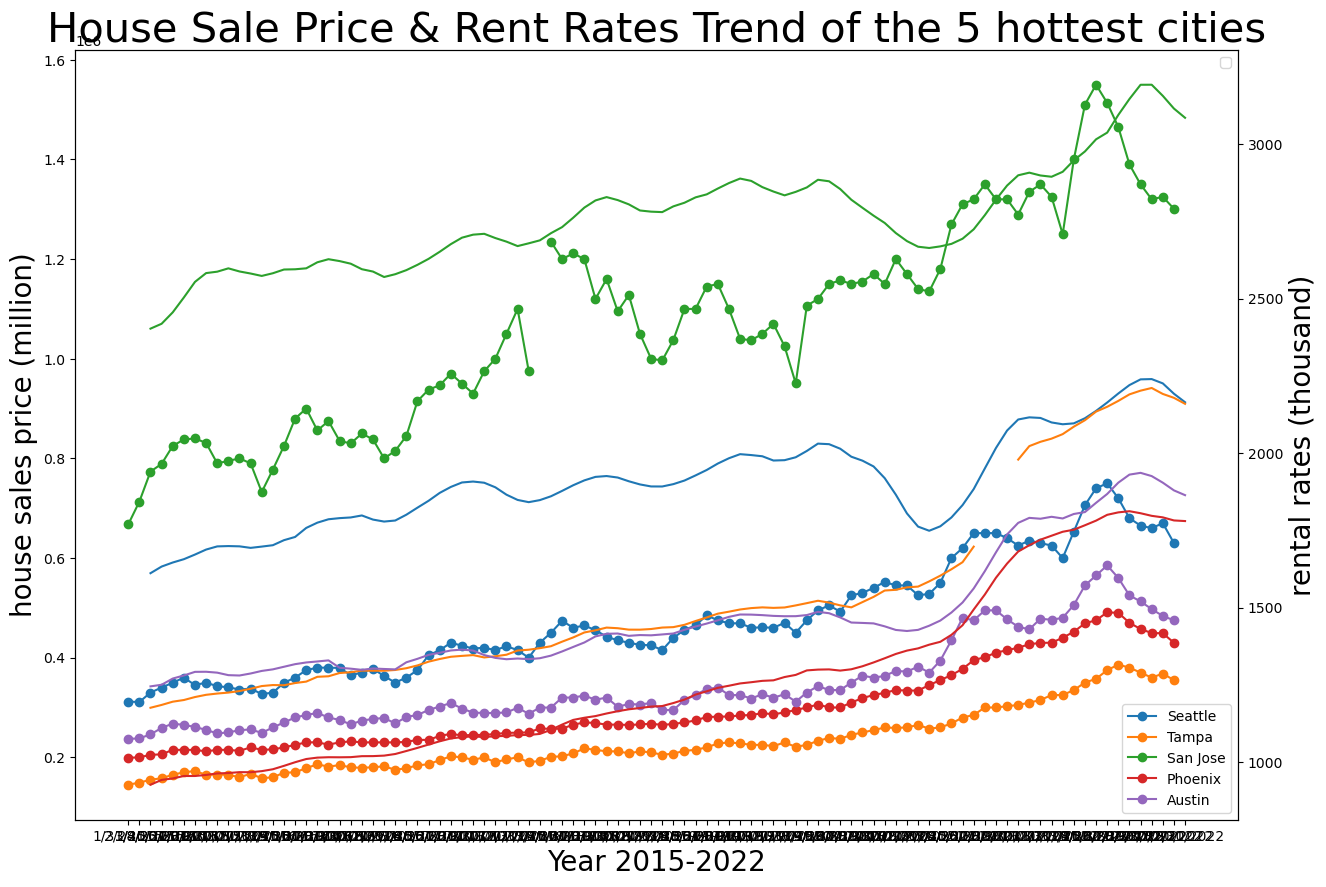 House Sale Price & Rent Rates Trend of the 5 hottest cities
1e6
1.6
1.4
1.2
1.0
0.8
0.6
0.4
0.2
house sales price (million)
3000
2500
2000
1500
1000
rental rates (thousand)
Seattle
Tampa
San Jose
Phoenix
Austin
Year 2015-2022